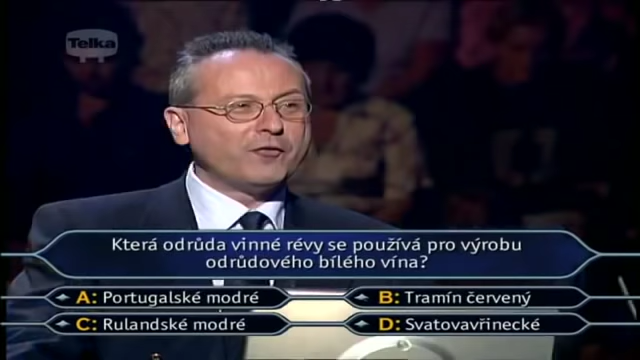 Telka
Která odrůda vinné révy se používá pro výrobu
odrůdového bílého vína?
A: Portugalské modré
B: Tramín červený
C: Rulandské modré
D: Svatovavřinecké